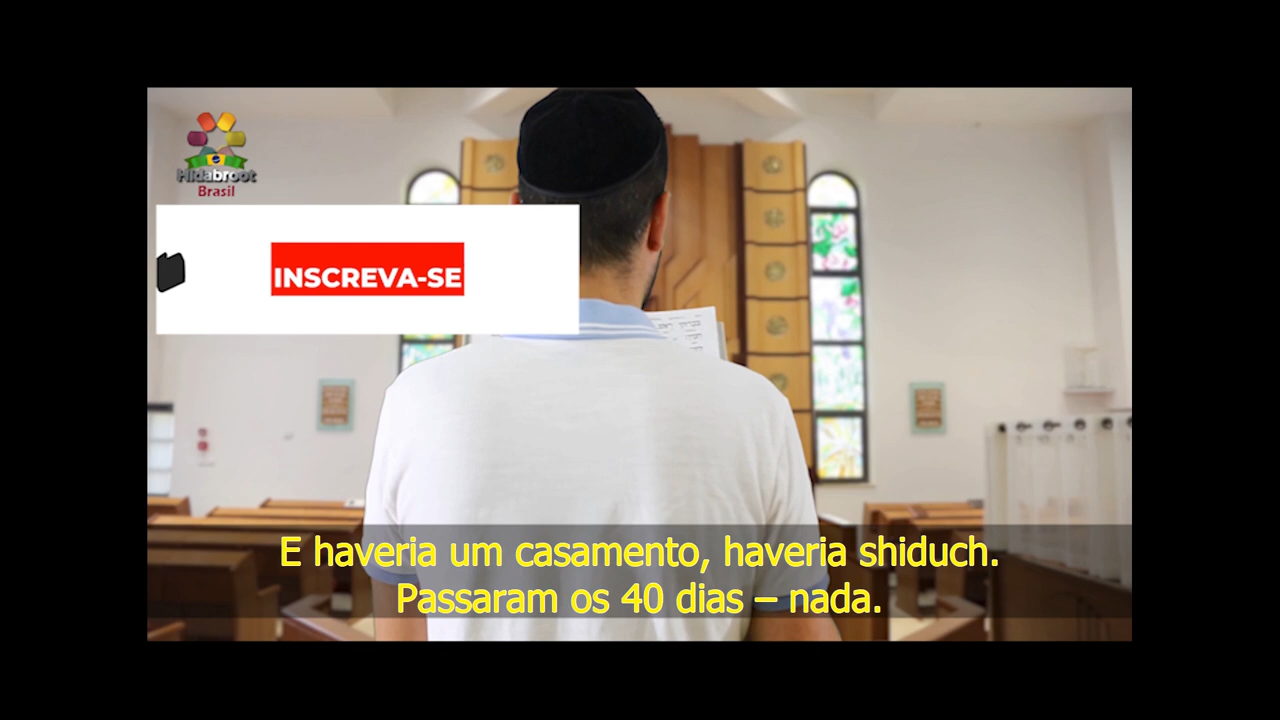 Hidabroot
Brasil
INSCREVA-SE
E haveria um casamento, haveria shiduch.
Passaram os 40 dias – nada.